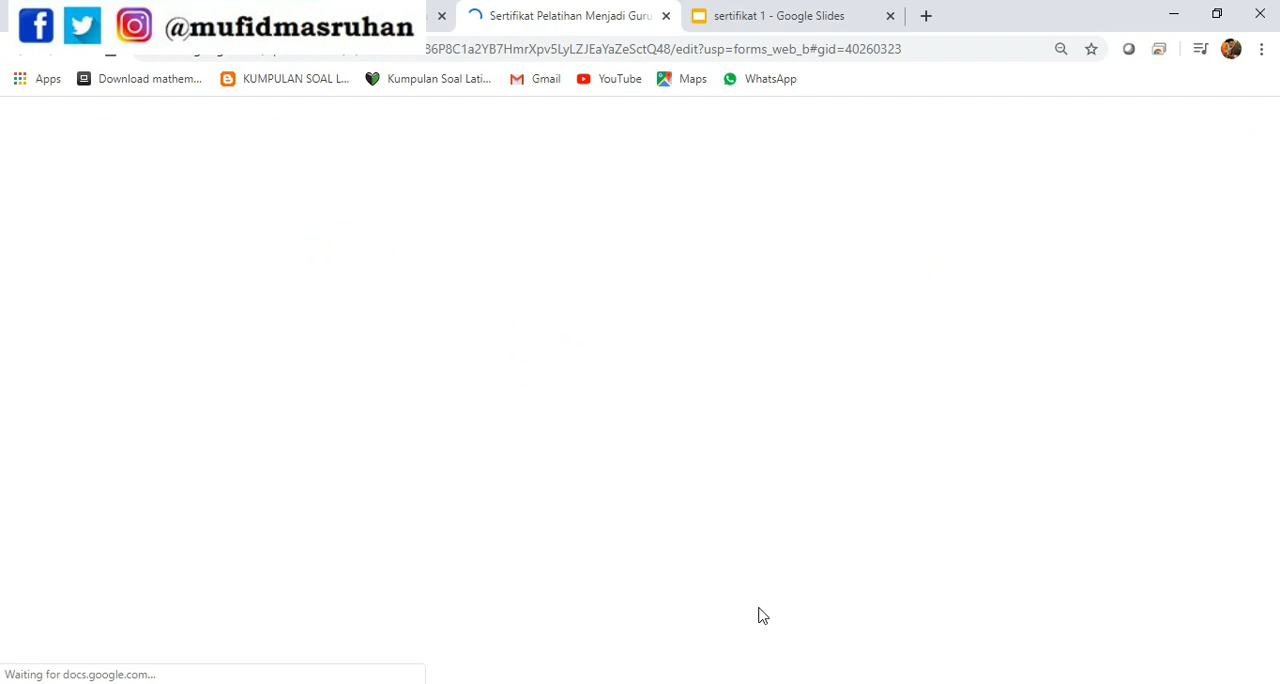 @mufidmasruhan
Sertifikat Pelatihan Menjadi Guru
sertifikat 1 - Google Slides
86P8C1a2YB7HmrXpv5LyLZJEaYaZeSctQ48/edit?usp=forms_web_b#gid=40260323
Apps
Download mathem...
KUMPULAN SOAL L...
Kumpulan Soal Lati...
Gmail
YouTube
Maps
WhatsApp
Waiting for docs.google.com...